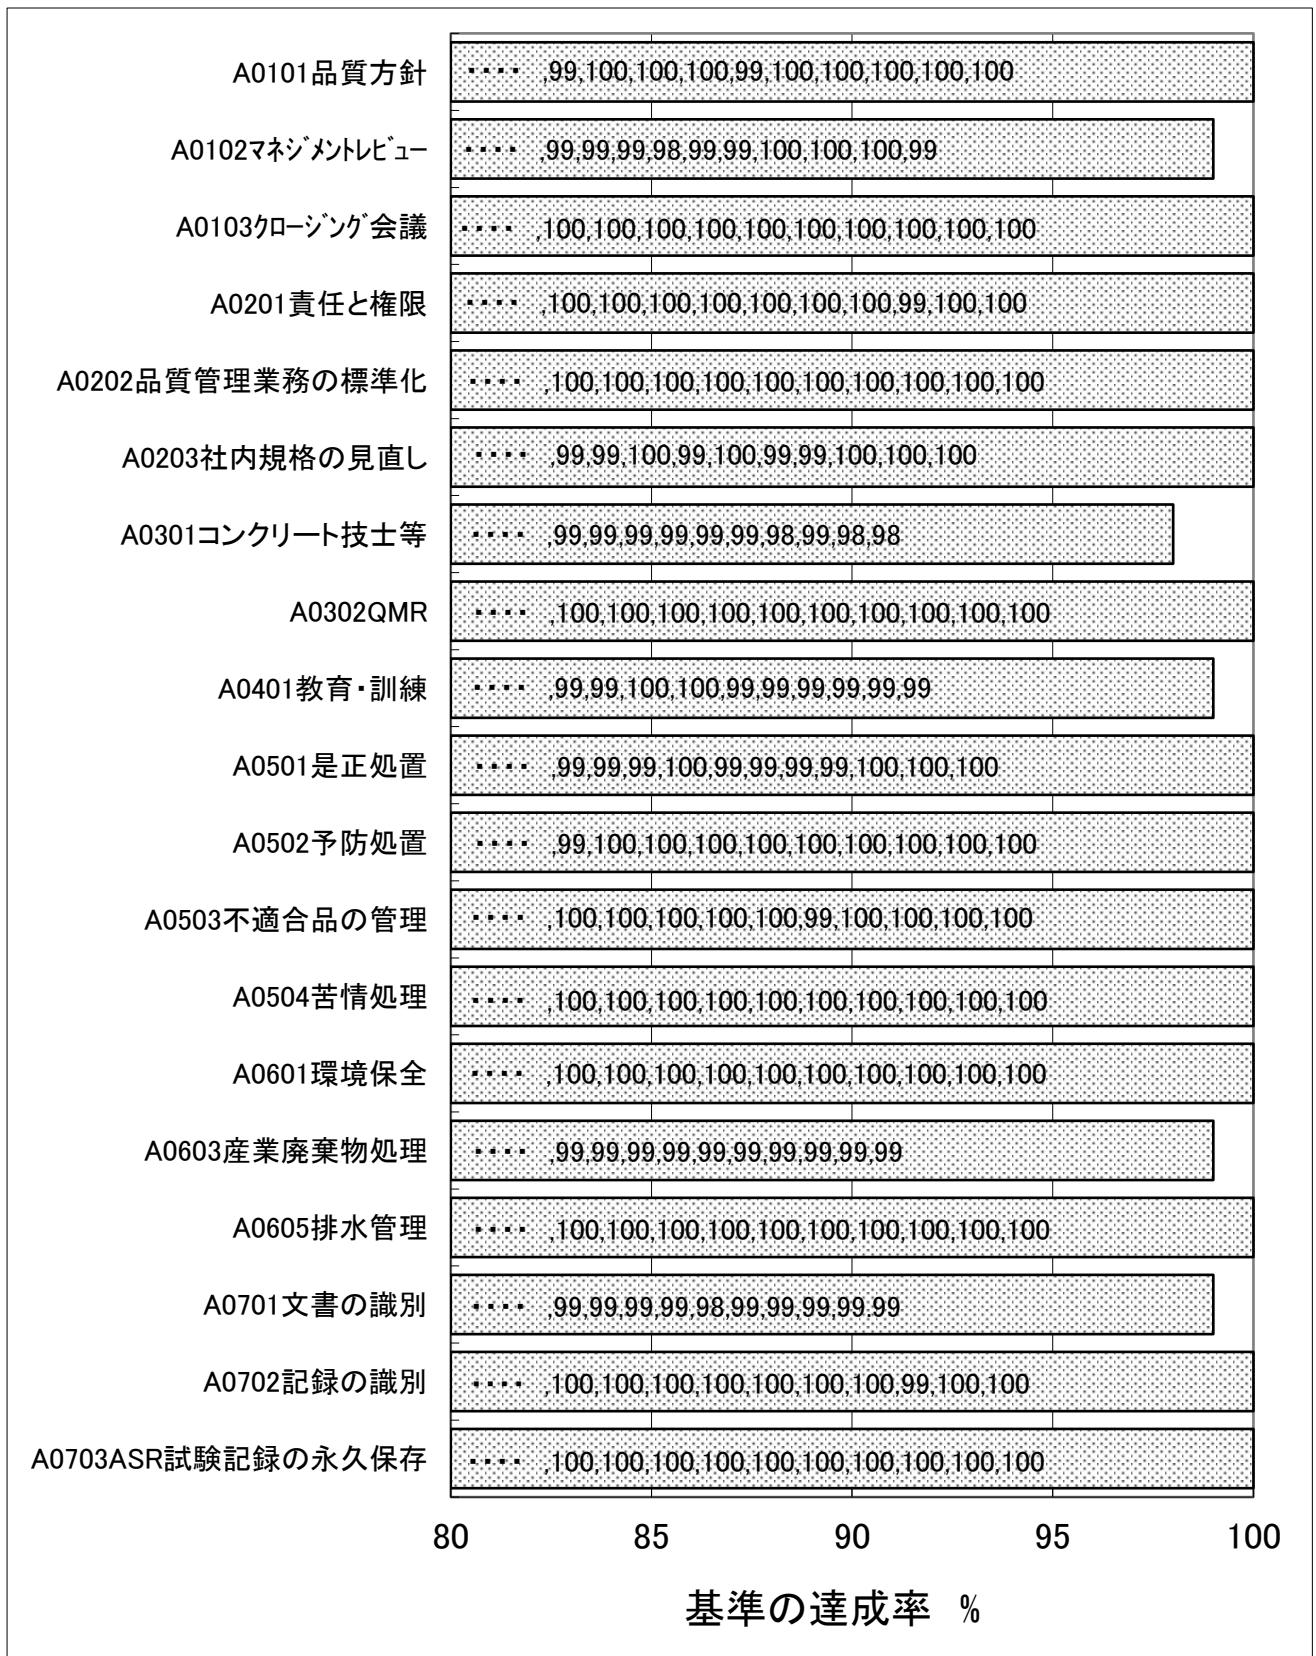 A0101品質方針 ････ ,99,100,100,100,99,100,100,100,100,100
A0102ﾏﾈｼﾞﾒﾝﾄﾚﾋﾞｭｰ ････ ,99,99,99,98,99,99,100,100,100,99
A0103ｸﾛｰｼﾞﾝｸﾞ会議 ････ ,100,100,100,100,100,100,100,100,100,100
A0201責任と権限 ････ ,100,100,100,100,100,100,100,99,100,100
A0202品質管理業務の標準化 ････ ,100,100,100,100,100,100,100,100,100,100
A0203社内規格の見直し ････ ,99,99,100,99,100,99,99,100,100,100
A0301コンクリート技士等 ････ ,99,99,99,99,99,99,98,99,98,98
A0302QMR ････ ,100,100,100,100,100,100,100,100,100,100
A0401教育・訓練 ････ ,99,99,100,100,99,99,99,99,99,99
A0501是正処置 ････ ,99,99,99,100,99,99,99,99,100,100,100
A0502予防処置 ････ ,99,100,100,100,100,100,100,100,100,100
A0503不適合品の管理 ････ ,100,100,100,100,100,99,100,100,100,100
A0504苦情処理 ････ ,100,100,100,100,100,100,100,100,100,100
A0601環境保全 ････ ,100,100,100,100,100,100,100,100,100,100
A0603産業廃棄物処理 ････ ,99,99,99,99,99,99,99,99,99,99
A0605排水管理 ････ ,100,100,100,100,100,100,100,100,100,100
A0701文書の識別 ････ ,99,99,99,99,98,99,99,99,99,99
A0702記録の識別 ････ ,100,100,100,100,100,100,100,99,100,100
A0703ASR試験記録の永久保存 ････ ,100,100,100,100,100,100,100,100,100,100
80 85 90 95 100
基準の達成率 %